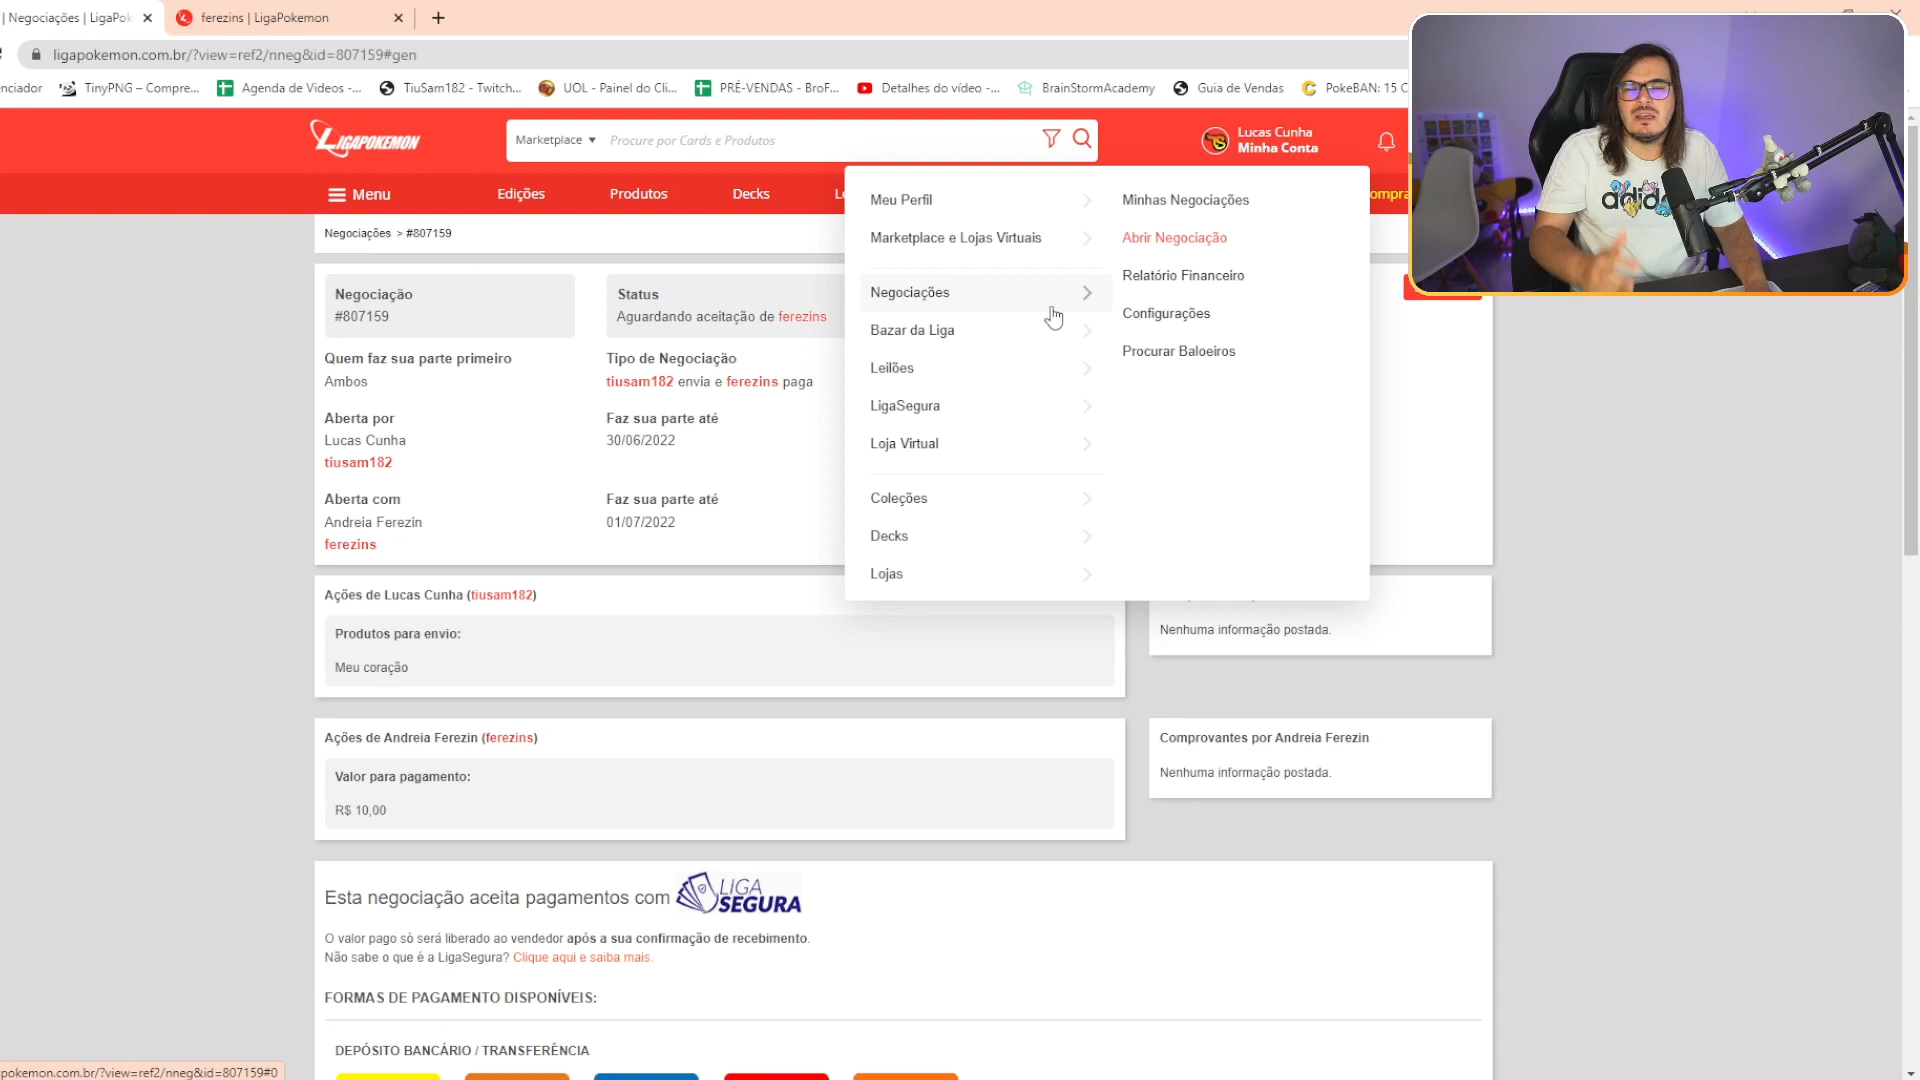 | Negociações | LigaPok
ferezins | LigaPokemon
ligapokemon.com.br/?view=ref2/nneg&id=807159#gen
nciador
TinyPNG – Compre...
Agenda de Videos -...
TiuSam182 - Twitch...
UOL - Painel do Cli...
PRÉ-VENDAS - BroF...
Detalhes do vídeo -...
BrainStormAcademy
Guia de Vendas
PokeBAN: 15 C
LIGAPOKEMON
Marketplace
Procure por Cards e Produtos
Lucas Cunha
Minha Conta
Menu
Edições
Produtos
Decks
Le
ompra
Negociações > #807159
Negociação
#807159
Status
Aguardando aceitação de ferezins
Quem faz sua parte primeiro
Ambos
Tipo de Negociação
tiusam182 envia e ferezins paga
Aberta por
Lucas Cunha
tiusam182
Faz sua parte até
30/06/2022
Aberta com
Andreia Ferezin
ferezins
Faz sua parte até
01/07/2022
Meu Perfil
Marketplace e Lojas Virtuais
Negociações
Bazar da Liga
Leilões
LigaSegura
Loja Virtual
Coleções
Decks
Lojas
Minhas Negociações
Abrir Negociação
Relatório Financeiro
Configurações
Procurar Baloeiros
adidas
Ações de Lucas Cunha (tiusam182)
Produtos para envio:
Meu coração
Nenhuma informação postada.
Ações de Andreia Ferezin (ferezins)
Valor para pagamento:
R$ 10,00
Comprovantes por Andreia Ferezin
Nenhuma informação postada.
Esta negociação aceita pagamentos com LIGA SEGURA
O valor pago só será liberado ao vendedor após a sua confirmação de recebimento.
Não sabe o que é a LigaSegura? Clique aqui e saiba mais.
FORMAS DE PAGAMENTO DISPONÍVEIS:
DEPÓSITO BANCÁRIO / TRANSFERÊNCIA
pokemon.com.br/?view=ref2/nneg&id=807159#0